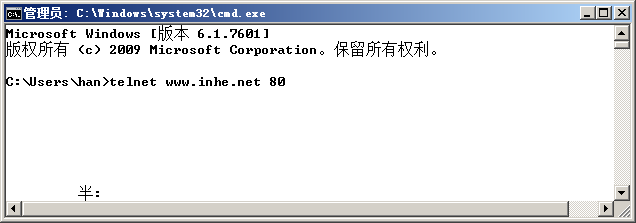 管理员: C:\Windows\system32\cmd.exe
Microsoft Windows [版本 6.1.7601]
版权所有 (c) 2009 Microsoft Corporation。保留所有权利。
C:\Users\han>telnet www.inhe.net 80
半: